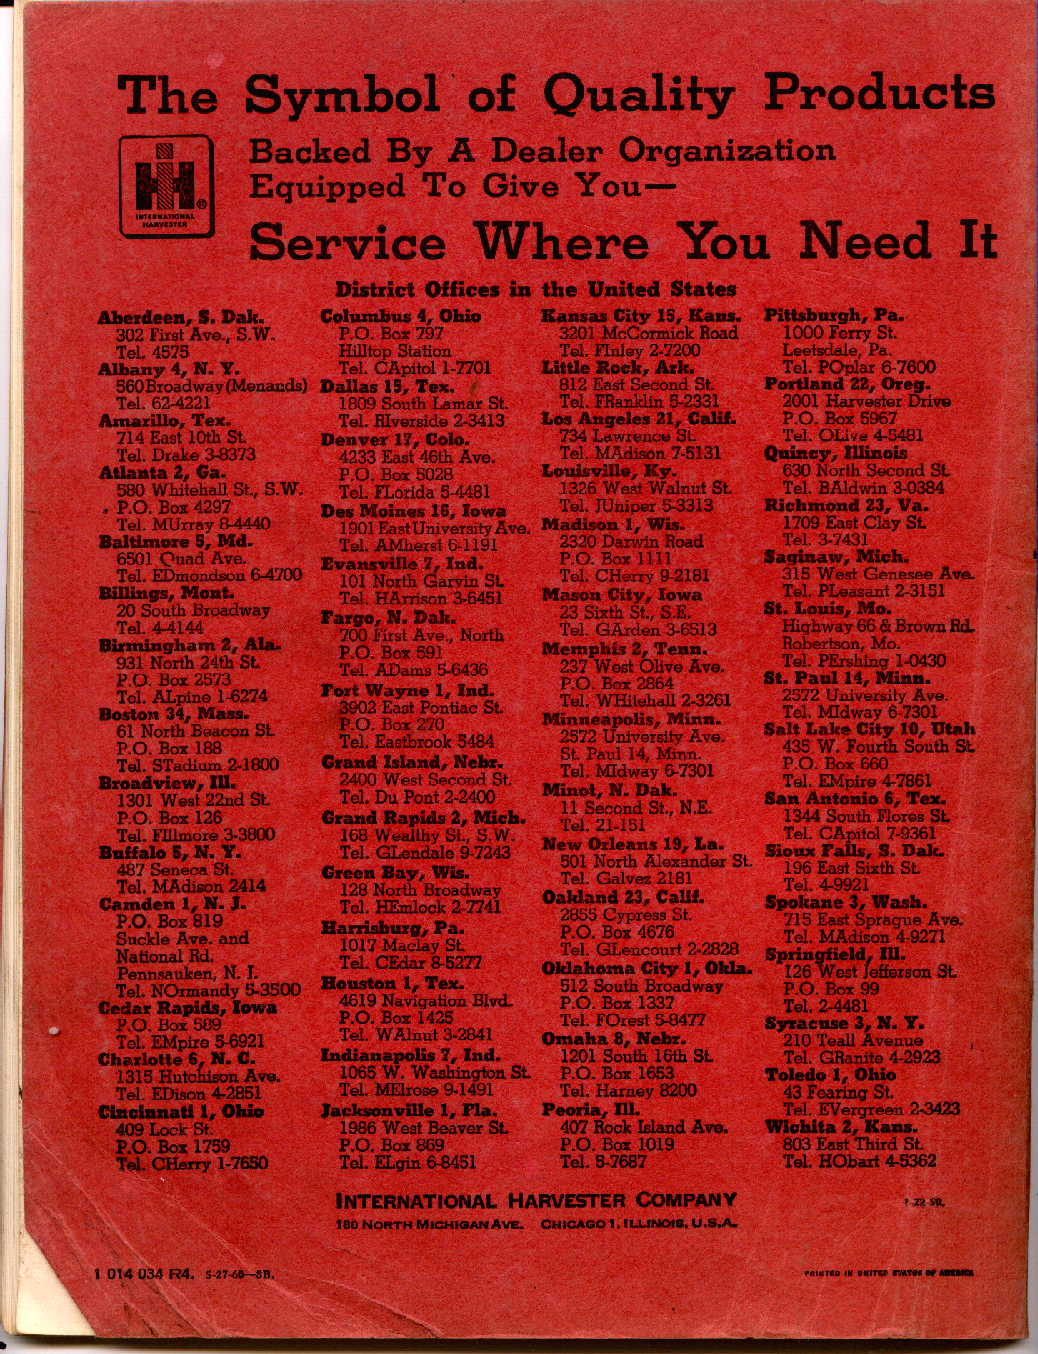 The Symbol of Quality Products
IH ®
INTERNATIONAL
HARVESTER
Backed By A Dealer Organization
Equipped To Give You—
Service Where You Need It
District Offices in the United States
Aberdeen, S. Dak.
302 First Ave., S.W.
Tel. 4575
Albany 4, N. Y.
560 Broadway (Menands)
Tel. 62-4221
Amarillo, Tex.
714 East 10th St.
Tel. Drake 3-8373
Atlanta 2, Ga.
580 Whitehall St., S.W.
P.O. Box 4297
Tel. MUrray 8-4440
Baltimore 5, Md.
6501 Quad Ave.
Tel. EDmondson 6-4700
Billings, Mont.
20 South Broadway
Tel. 4-4144
Birmingham 2, Ala.
931 North 24th St.
P.O. Box 2573
Tel. ALpine 1-6274
Boston 34, Mass.
61 North Beacon St.
P.O. Box 188
Tel. STadium 2-1800
Broadview, Ill.
1301 West 22nd St.
P.O. Box 126
Tel. FIllmore 3-3800
Buffalo 5, N. Y.
487 Seneca St.
Tel. MAdison 2414
Camden 1, N. J.
P.O. Box 819
Suckle Ave. and
National Rd.
Pennsauken, N. J.
Tel. NOrmandy 5-3500
Cedar Rapids, Iowa
P.O. Box 589
Tel. EMpire 5-6921
Charlotte 6, N. C.
1315 Hutchison Ave.
Tel. EDison 4-2851
Cincinnati 1, Ohio
409 Lock St.
P.O. Box 1759
Tel. CHerry 1-7650
Columbus 4, Ohio
P.O. Box 797
Hilltop Station
Tel. CApitol 1-7701
Dallas 15, Tex.
1809 South Lamar St.
Tel. RIverside 2-3413
Denver 17, Colo.
4233 East 46th Ave.
P.O. Box 5028
Tel. FLorida 5-4481
Des Moines 16, Iowa
1901 East University Ave.
Tel. AMherst 6-1191
Evansville 7, Ind.
101 North Garvin St.
Tel. HArrison 3-6451
Fargo, N. Dak.
700 First Ave., North
P.O. Box 591
Tel. ADams 5-6436
Fort Wayne 1, Ind.
3902 East Pontiac St.
P.O. Box 270
Tel. Eastbrook 5484
Grand Island, Nebr.
2400 West Second St.
Tel. Du Pont 2-2400
Grand Rapids 2, Mich.
168 Wealthy St., S.W.
Tel. GLendale 9-7243
Green Bay, Wis.
128 North Broadway
Tel. HEmlock 2-7741
Harrisburg, Pa.
1017 Maclay St.
Tel. CEdar 8-5277
Houston 1, Tex.
4619 Navigation Blvd.
P.O. Box 1425
Tel. WAlnut 3-2841
Indianapolis 7, Ind.
1065 W. Washington St.
Tel. MElrose 9-1491
Jacksonville 1, Fla.
1986 West Beaver St.
P.O. Box 869
Tel. ELgin 6-8451
Kansas City 15, Kans.
3201 McCormick Road
Tel. FInley 2-7200
Little Rock, Ark.
812 East Second St.
Tel. FRanklin 5-2331
Los Angeles 21, Calif.
734 Lawrence St.
Tel. MAdison 7-5131
Louisville, Ky.
1326 West Walnut St.
Tel. JUniper 5-3313
Madison 1, Wis.
2320 Darwin Road
P.O. Box 1111
Tel. CHerry 9-2181
Mason City, Iowa
23 Sixth St., S.E.
Tel. GArden 3-6513
Memphis 2, Tenn.
237 West Olive Ave.
P.O. Box 2864
Tel. WHitehall 2-3261
Minneapolis, Minn.
2572 University Ave.
St. Paul 14, Minn.
Tel. MIdway 6-7301
Minot, N. Dak.
11 Second St., N.E.
Tel. 21-151
New Orleans 19, La.
501 North Alexander St.
Tel. Galvez 2181
Oakland 23, Calif.
2855 Cypress St.
P.O. Box 4676
Tel. GLencourt 2-2828
Oklahoma City 1, Okla.
512 South Broadway
P.O. Box 1337
Tel. FOrest 5-8477
Omaha 8, Nebr.
1201 South 16th St.
P.O. Box 1653
Tel. Harney 8200
Peoria, Ill.
407 Rock Island Ave.
P.O. Box 1019
Tel. 5-7687
Pittsburgh, Pa.
1000 Ferry St.
Leetsdale, Pa.
Tel. POplar 6-7600
Portland 22, Oreg.
2001 Harvester Drive
P.O. Box 5967
Tel. OLive 4-5481
Quincy, Illinois
630 North Second St.
Tel. BAldwin 3-0384
Richmond 23, Va.
1709 East Clay St.
Tel. 3-7431
Saginaw, Mich.
315 West Genesee Ave.
Tel. PLeasant 2-3151
St. Louis, Mo.
Highway 66 & Brown Rd.
Robertson, Mo.
Tel. PErshing 1-0430
St. Paul 14, Minn.
2572 University Ave.
Tel. MIdway 6-7301
Salt Lake City 10, Utah
435 W. Fourth South St.
P.O. Box 660
Tel. EMpire 4-7861
San Antonio 6, Tex.
1344 South Flores St.
Tel. CApitol 7-9361
Sioux Falls, S. Dak.
196 East Sixth St.
Tel. 4-9921
Spokane 3, Wash.
715 East Sprague Ave.
Tel. MAdison 4-9271
Springfield, Ill.
126 West Jefferson St.
P.O. Box 99
Tel. 2-4481
Syracuse 3, N. Y.
210 Teall Avenue
Tel. GRanite 4-2923
Toledo 1, Ohio
43 Fearing St.
Tel. EVergreen 2-3423
Wichita 2, Kans.
803 East Third St.
Tel. HObart 4-5362
INTERNATIONAL HARVESTER COMPANY
180 NORTH MICHIGAN AVE. CHICAGO 1, ILLINOIS, U.S.A.
1 014 034 R4. 5-27-60—SB.
PRINTED IN UNITED STATES OF AMERICA